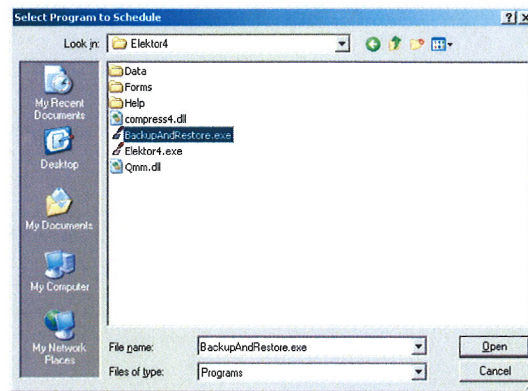 Select Program to Schedule
Look in: Elektor4
Data
Forms
Help
compress4.dll
BackupAndRestore.exe
Elektor4.exe
Qmm.dll
My Recent
Documents
Desktop
My Documents
My Computer
My Network
Places
File name: BackupAndRestore.exe Open
Files of type: Programs Cancel